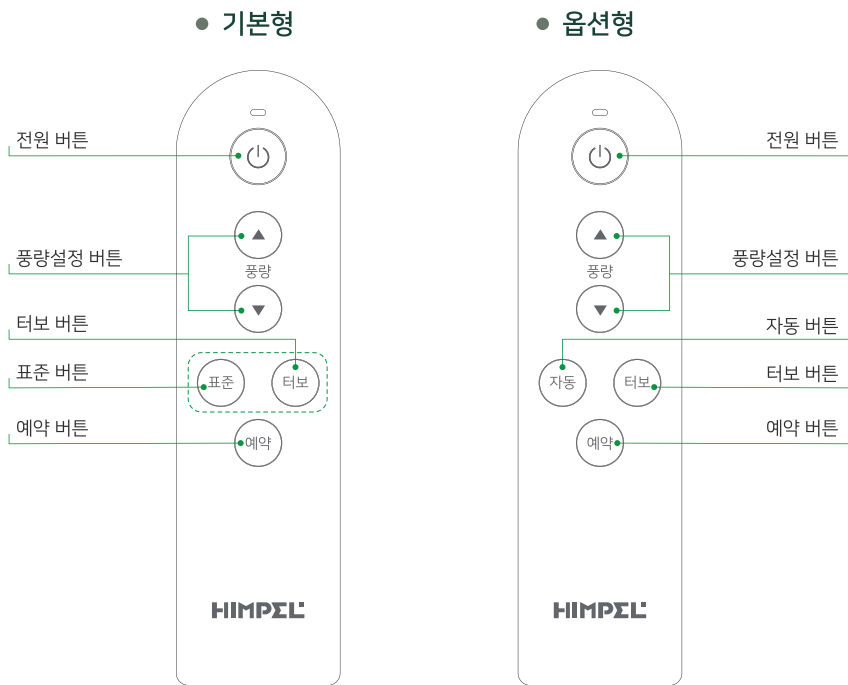 기본형
전원 버튼
풍량설정 버튼
풍량
터보 버튼
표준 버튼
표준
터보
예약 버튼
예약
HIMPEL
옵션형
전원 버튼
풍량
풍량설정 버튼
자동 버튼
자동
터보
터보 버튼
예약
예약 버튼
HIMPEL